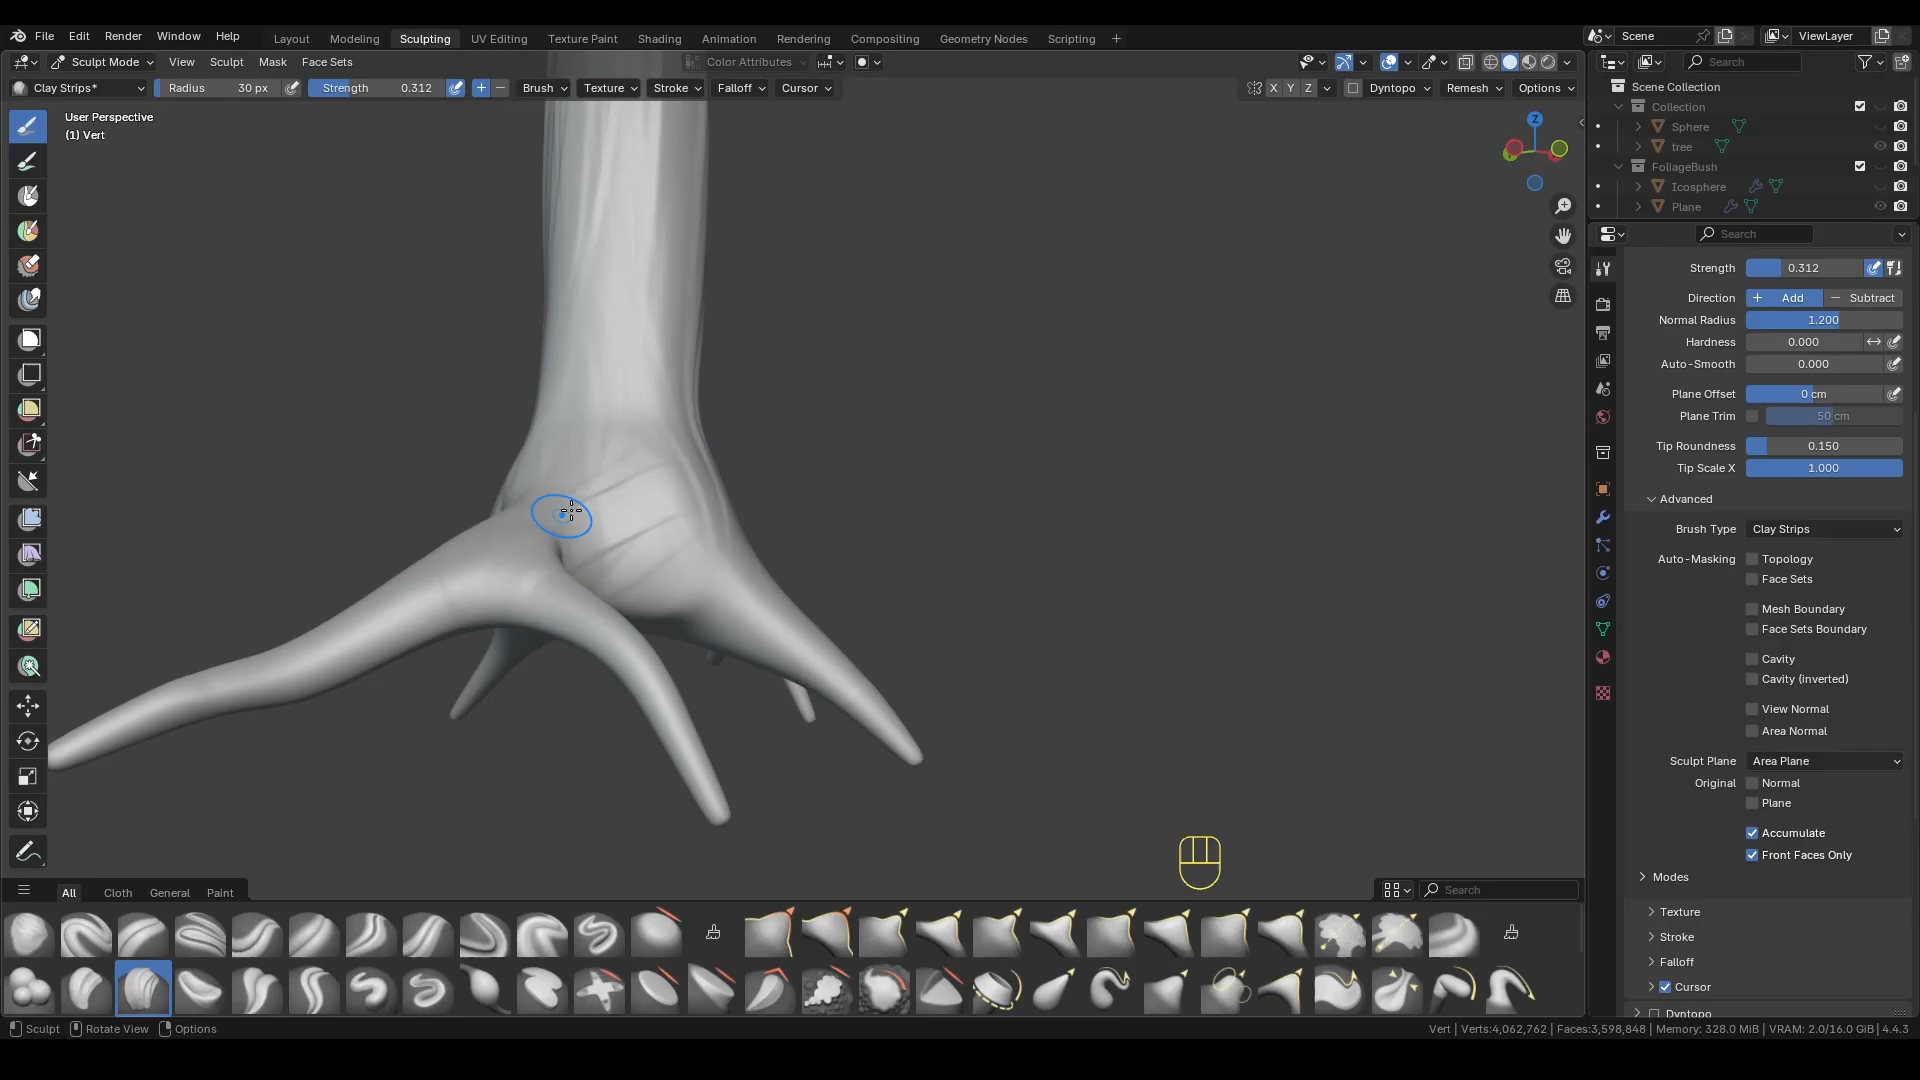 File Edit Render Window Help Layout Modeling Sculpting UV Editing Texture Paint Shading Animation Rendering Compositing Geometry Nodes Scripting + Scene ViewLayer
Sculpt Mode View Sculpt Mask Face Sets Color Attributes Search
Clay Strips* Radius 30 px Strength 0.312 + − Brush Texture Stroke Falloff Cursor X Y Z Dyntopo Remesh Options
Scene Collection
Collection
Sphere
tree
FoliageBush
Icosphere
Plane
User Perspective
(1) Vert
Z
Search
Strength 0.312
Direction + Add − Subtract
Normal Radius 1.200
Hardness 0.000
Auto-Smooth 0.000
Plane Offset 0 cm
Plane Trim 50 cm
Tip Roundness 0.150
Tip Scale X 1.000
Advanced
Brush Type Clay Strips
Auto-Masking Topology
Face Sets
Mesh Boundary
Face Sets Boundary
Cavity
Cavity (inverted)
View Normal
Area Normal
Sculpt Plane Area Plane
Original Normal
Plane
Accumulate
Front Faces Only
Modes
Texture
Stroke
Falloff
Cursor
Dyntopo
All Cloth General Paint Search
Sculpt Rotate View Options Vert | Verts:4,062,762 | Faces:3,598,848 | Memory: 328.0 MiB | VRAM: 2.0/16.0 GiB | 4.4.3